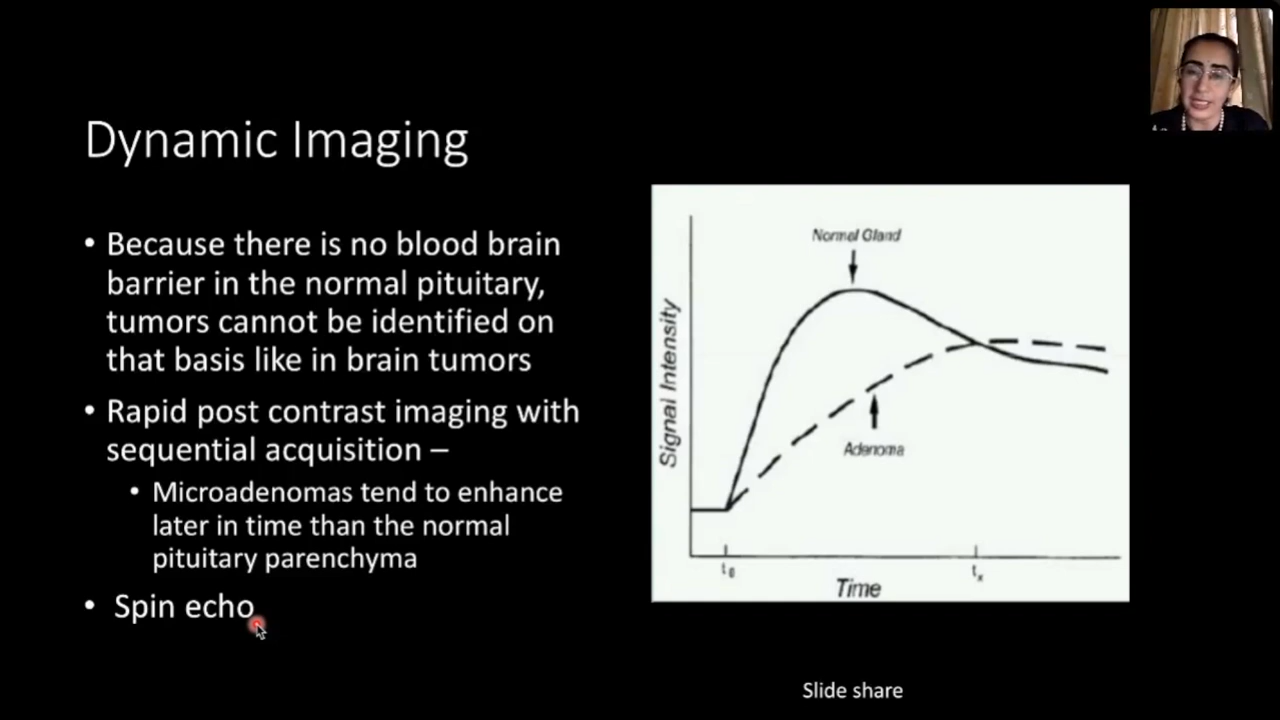 Dynamic Imaging
• Because there is no blood brain
barrier in the normal pituitary,
tumors cannot be identified on
that basis like in brain tumors
• Rapid post contrast imaging with
sequential acquisition –
• Microadenomas tend to enhance
later in time than the normal
pituitary parenchyma
• Spin echo
Normal Gland
Signal Intensity
Adenoma
t₀
tₓ
Time
Slide share